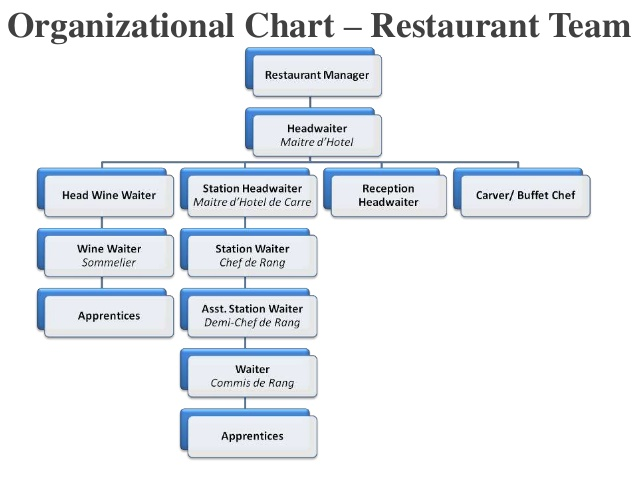 Organizational Chart – Restaurant Team
Restaurant Manager
Headwaiter
Maitre d’Hotel
Head Wine Waiter
Station Headwaiter
Maitre d’Hotel de Carre
Reception
Headwaiter
Carver/ Buffet Chef
Wine Waiter
Sommelier
Station Waiter
Chef de Rang
Apprentices
Asst. Station Waiter
Demi-Chef de Rang
Waiter
Commis de Rang
Apprentices